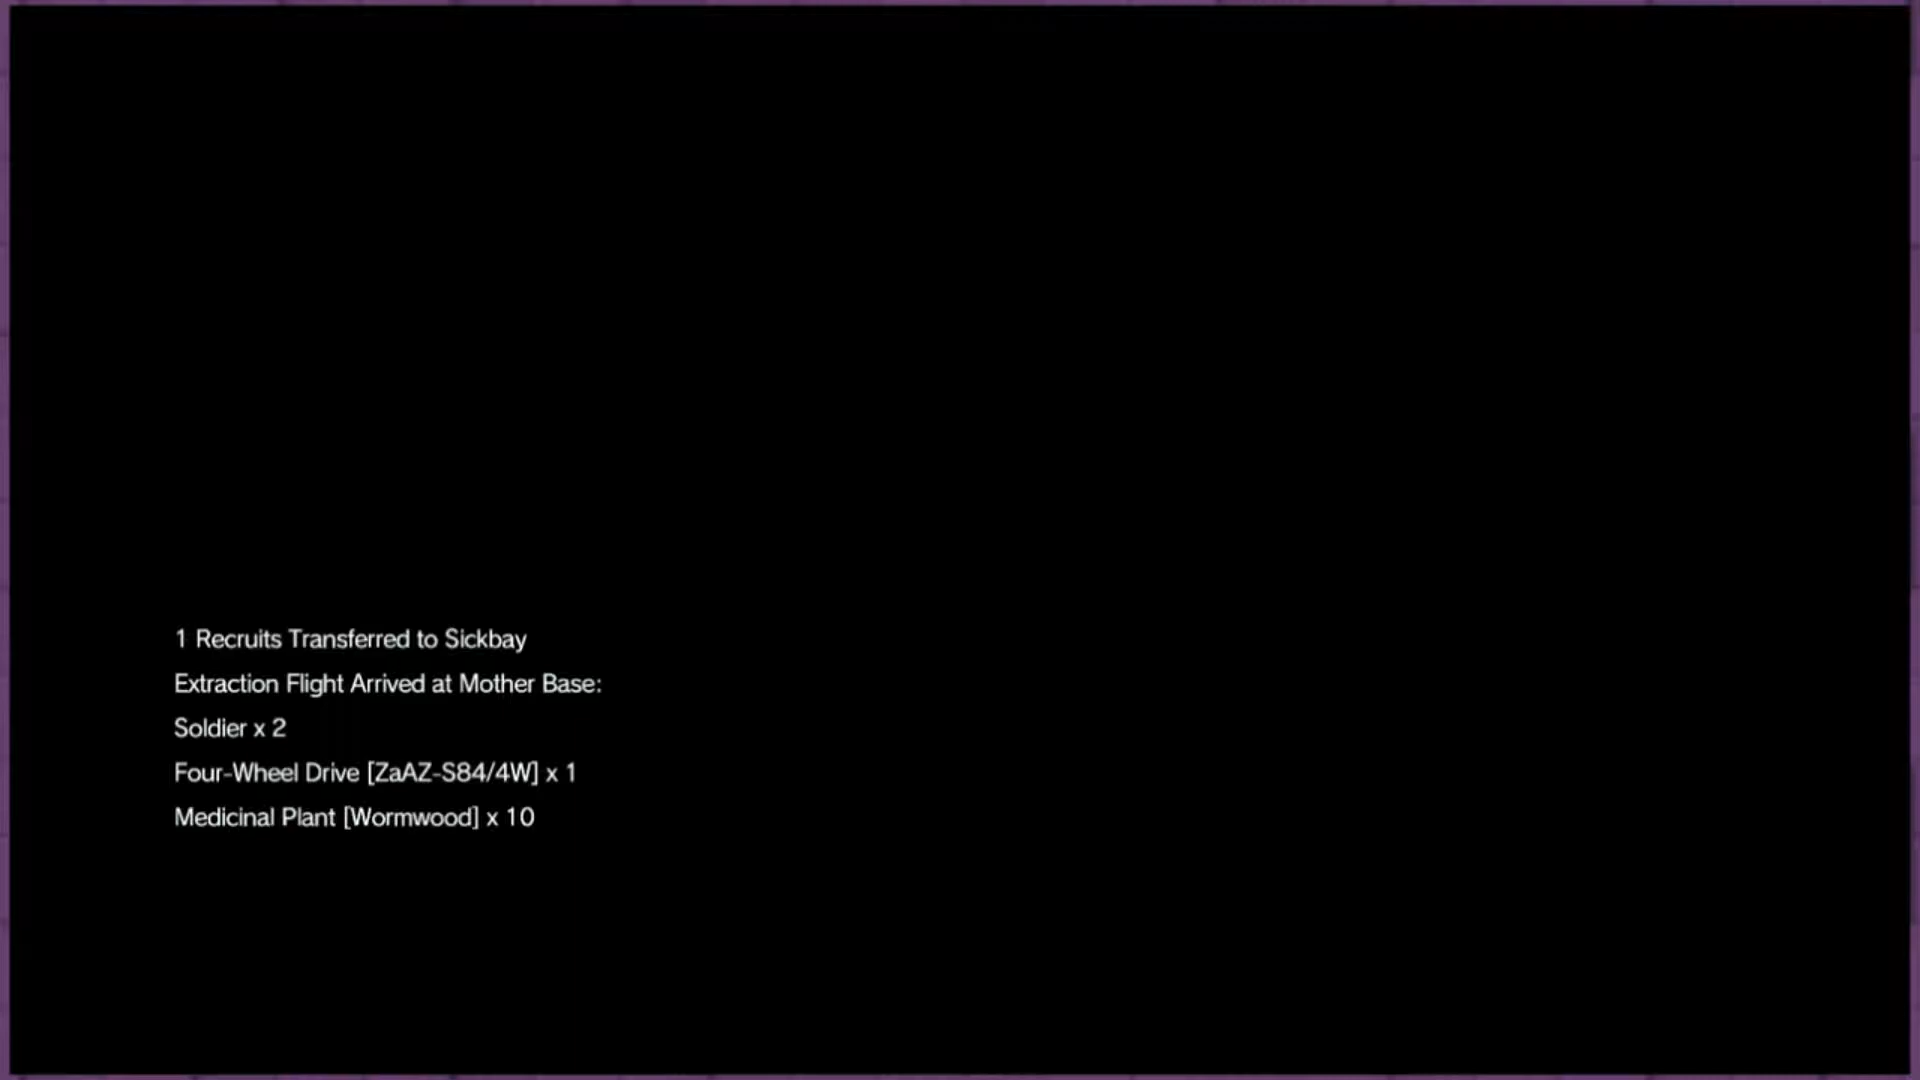 1 Recruits Transferred to Sickbay
Extraction Flight Arrived at Mother Base:
Soldier x 2
Four-Wheel Drive [ZaAZ-S84/4W] x 1
Medicinal Plant [Wormwood] x 10